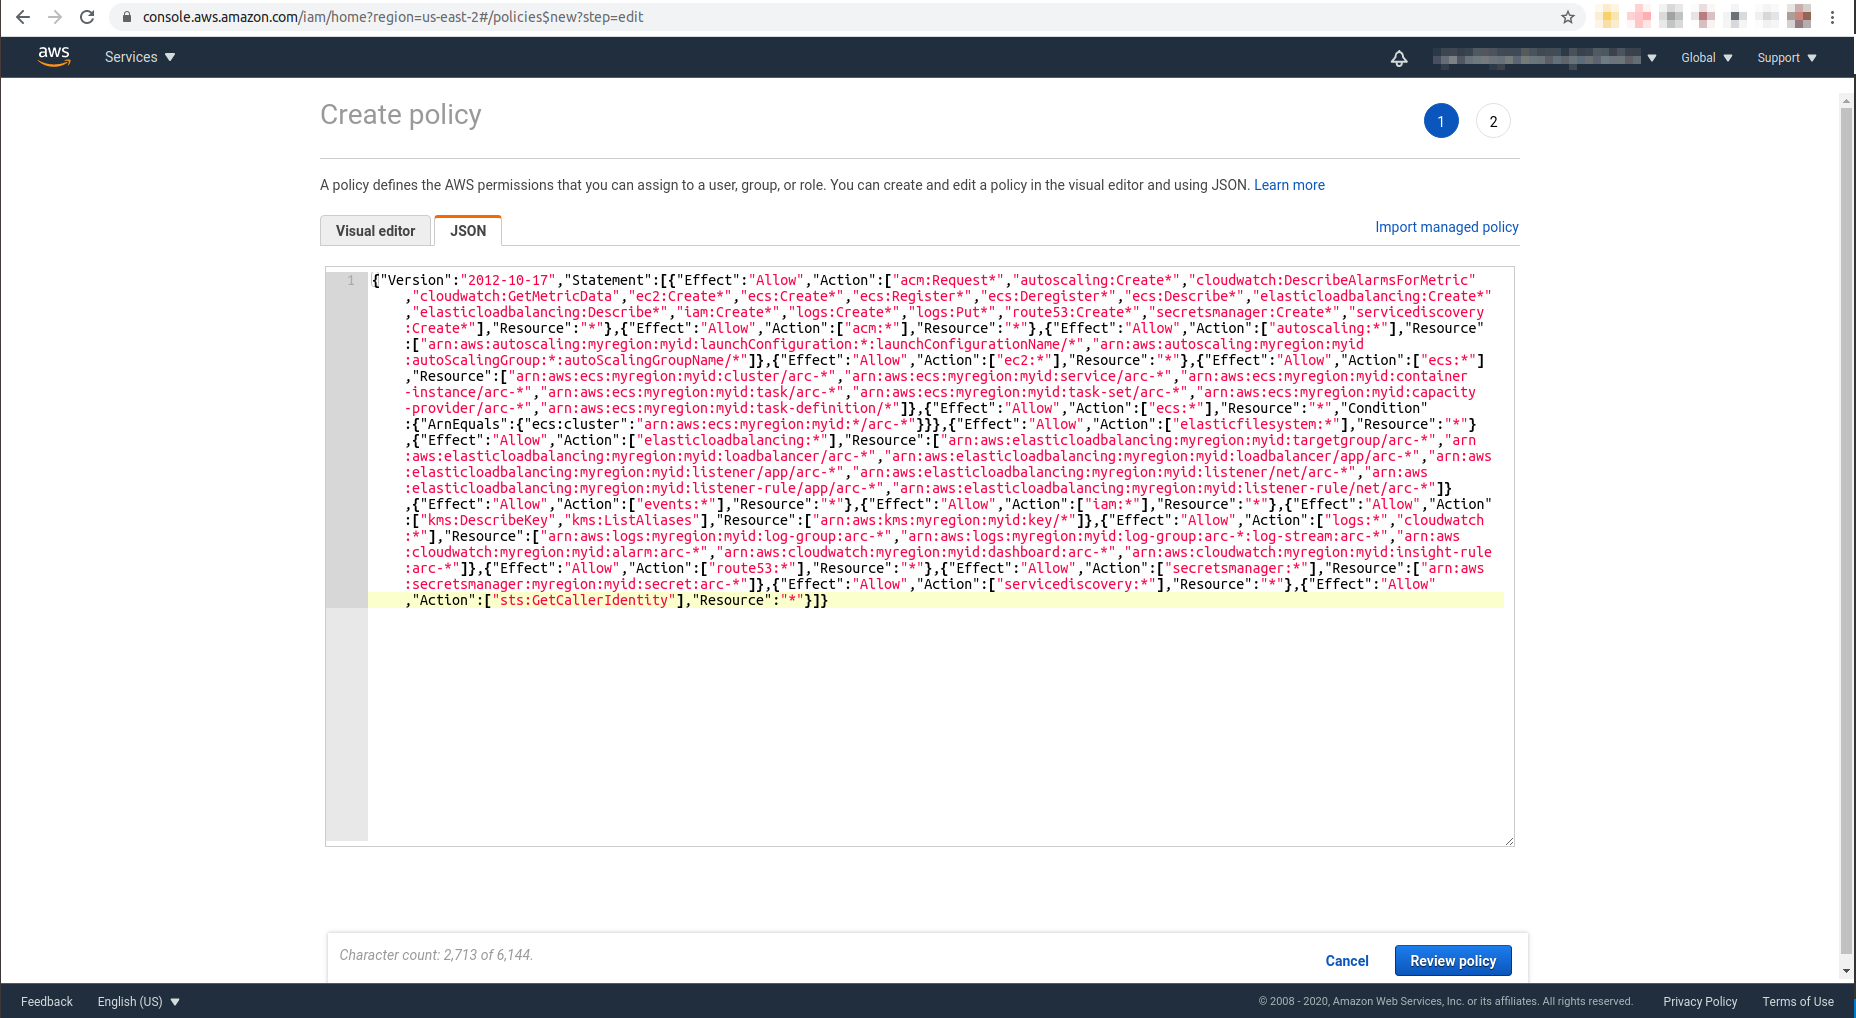 console.aws.amazon.com/iam/home?region=us-east-2#/policies$new?step=edit
aws
Services
Global
Support
Create policy
1
2
A policy defines the AWS permissions that you can assign to a user, group, or role. You can create and edit a policy in the visual editor and using JSON. Learn more
Visual editor
JSON
Import managed policy
1
{"Version":"2012-10-17","Statement":[{"Effect":"Allow","Action":["acm:Request*","autoscaling:Create*","cloudwatch:DescribeAlarmsForMetric"
,"cloudwatch:GetMetricData","ec2:Create*","ecs:Create*","ecs:Register*","ecs:Deregister*","ecs:Describe*","elasticloadbalancing:Create*"
,"elasticloadbalancing:Describe*","iam:Create*","logs:Create*","logs:Put*","route53:Create*","secretsmanager:Create*","servicediscovery
:Create*"],"Resource":"*"},{"Effect":"Allow","Action":["acm:*"],"Resource":"*"},{"Effect":"Allow","Action":["autoscaling:*"],"Resource"
:["arn:aws:autoscaling:myregion:myid:launchConfiguration:*:launchConfigurationName/*","arn:aws:autoscaling:myregion:myid
:autoScalingGroup:*:autoScalingGroupName/*"]},{"Effect":"Allow","Action":["ec2:*"],"Resource":"*"},{"Effect":"Allow","Action":["ecs:*"]
,"Resource":["arn:aws:ecs:myregion:myid:cluster/arc-*","arn:aws:ecs:myregion:myid:service/arc-*","arn:aws:ecs:myregion:myid:container
-instance/arc-*","arn:aws:ecs:myregion:myid:task/arc-*","arn:aws:ecs:myregion:myid:task-set/arc-*","arn:aws:ecs:myregion:myid:capacity
-provider/arc-*","arn:aws:ecs:myregion:myid:task-definition/*"]},{"Effect":"Allow","Action":["ecs:*"],"Resource":"*","Condition"
:{"ArnEquals":{"ecs:cluster":"arn:aws:ecs:myregion:myid:*/arc-*"}}},{"Effect":"Allow","Action":["elasticfilesystem:*"],"Resource":"*"}
,{"Effect":"Allow","Action":["elasticloadbalancing:*"],"Resource":["arn:aws:elasticloadbalancing:myregion:myid:targetgroup/arc-*","arn
:aws:elasticloadbalancing:myregion:myid:loadbalancer/arc-*","arn:aws:elasticloadbalancing:myregion:myid:loadbalancer/app/arc-*","arn:aws
:elasticloadbalancing:myregion:myid:listener/app/arc-*","arn:aws:elasticloadbalancing:myregion:myid:listener/net/arc-*","arn:aws
:elasticloadbalancing:myregion:myid:listener-rule/app/arc-*","arn:aws:elasticloadbalancing:myregion:myid:listener-rule/net/arc-*"]}
,{"Effect":"Allow","Action":["events:*"],"Resource":"*"},{"Effect":"Allow","Action":["iam:*"],"Resource":"*"},{"Effect":"Allow","Action"
:["kms:DescribeKey","kms:ListAliases"],"Resource":["arn:aws:kms:myregion:myid:key/*"]},{"Effect":"Allow","Action":["logs:*","cloudwatch
:*"],"Resource":["arn:aws:logs:myregion:myid:log-group:arc-*","arn:aws:logs:myregion:myid:log-group:arc-*:log-stream:arc-*","arn:aws
:cloudwatch:myregion:myid:alarm:arc-*","arn:aws:cloudwatch:myregion:myid:dashboard:arc-*","arn:aws:cloudwatch:myregion:myid:insight-rule
:arc-*"]},{"Effect":"Allow","Action":["route53:*"],"Resource":"*"},{"Effect":"Allow","Action":["secretsmanager:*"],"Resource":["arn:aws
:secretsmanager:myregion:myid:secret:arc-*"]},{"Effect":"Allow","Action":["servicediscovery:*"],"Resource":"*"},{"Effect":"Allow"
,"Action":["sts:GetCallerIdentity"],"Resource":"*"}]}
Character count: 2,713 of 6,144.
Cancel
Review policy
Feedback
English (US)
© 2008 - 2020, Amazon Web Services, Inc. or its affiliates. All rights reserved.
Privacy Policy
Terms of Use